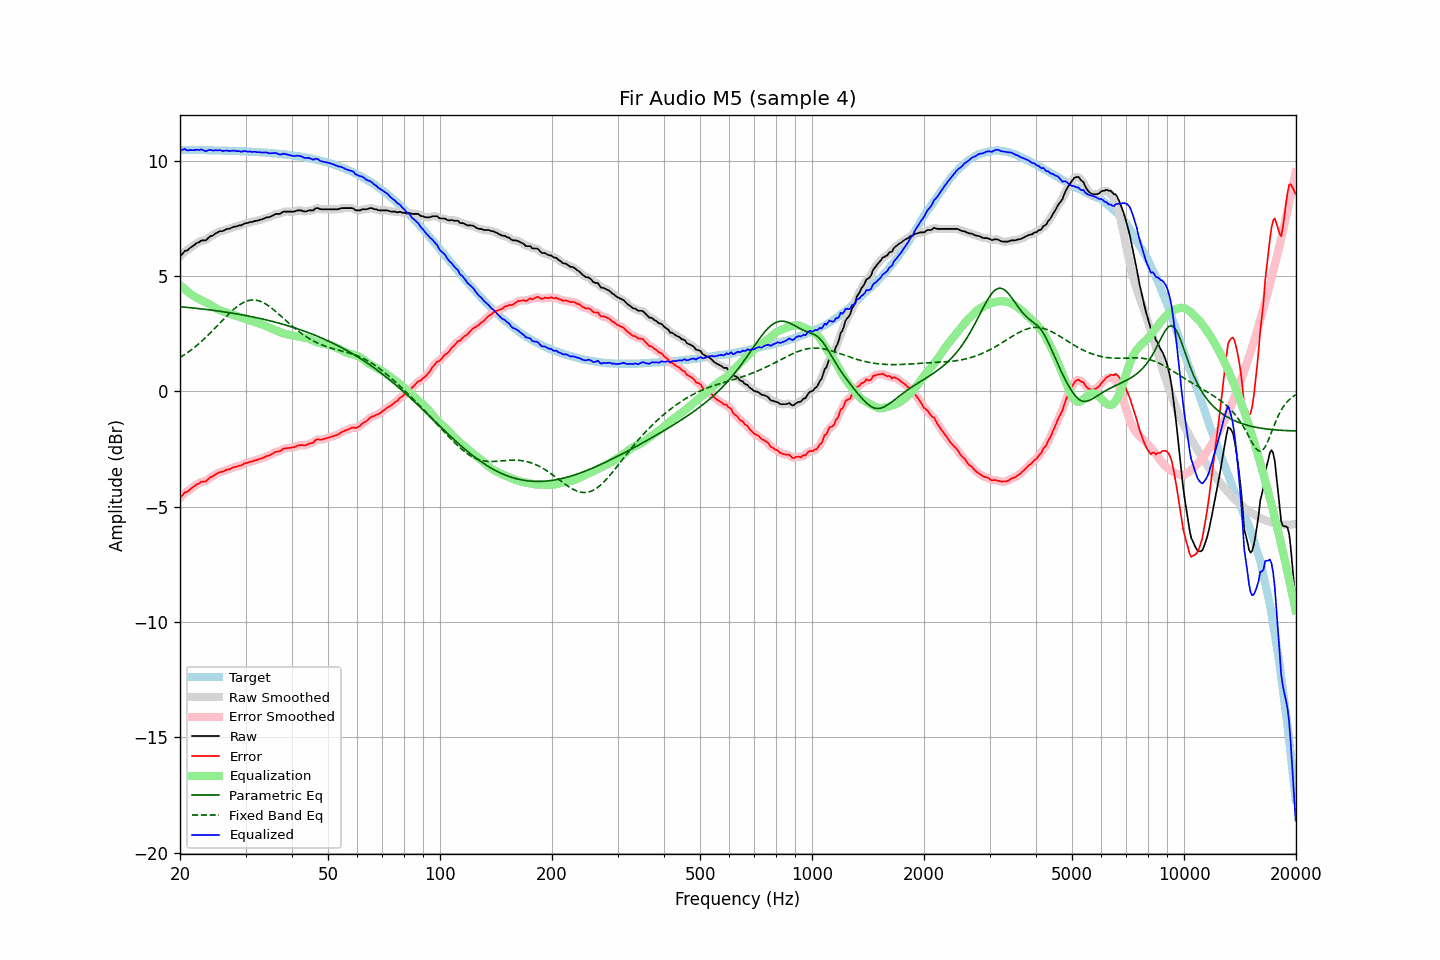 Fir Audio M5 (sample 4)
10
5
0
−5
−10
−15
−20
Amplitude (dBr)
Target
Raw Smoothed
Error Smoothed
Raw
Error
Equalization
Parametric Eq
Fixed Band Eq
Equalized
20 50 100 200 500 1000 2000 5000 10000 20000
Frequency (Hz)